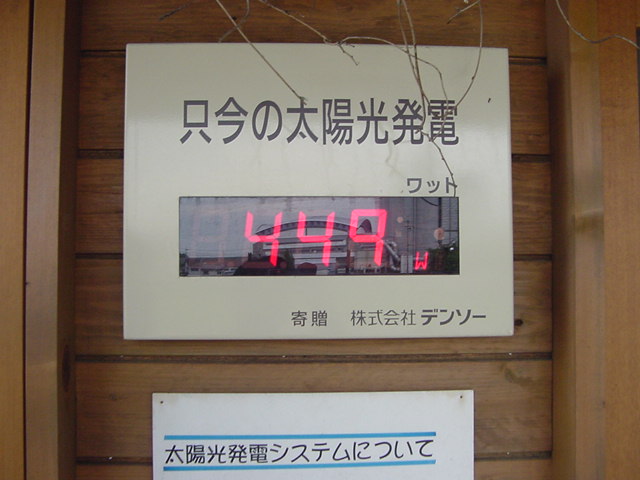 只今の太陽光発電
ワット
449 W
寄贈 株式会社デンソー
太陽光発電システムについて